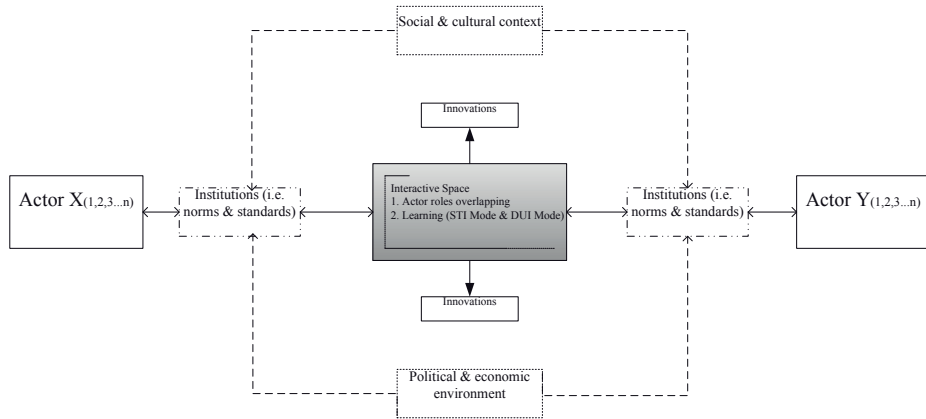 Social & cultural context
Innovations
Actor X(1,2,3...n)
Institutions (i.e.
norms & standards)
Interactive Space
1. Actor roles overlapping
2. Learning (STI Mode & DUI Mode)
Institutions (i.e.
norms & standards)
Actor Y(1,2,3...n)
Innovations
Political & economic
environment